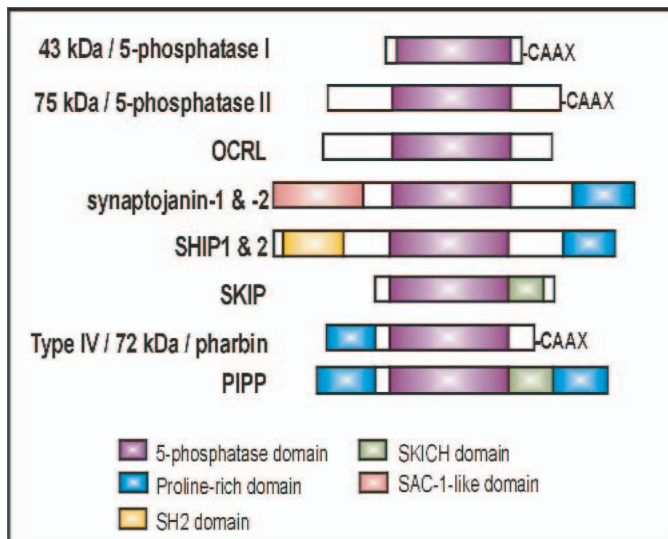 43 kDa / 5-phosphatase I
-CAAX
75 kDa / 5-phosphatase II
-CAAX
OCRL
synaptojanin-1 & -2
SHIP1 & 2
SKIP
Type IV / 72 kDa / pharbin
-CAAX
PIPP
5-phosphatase domain
SKICH domain
Proline-rich domain
SAC-1-like domain
SH2 domain